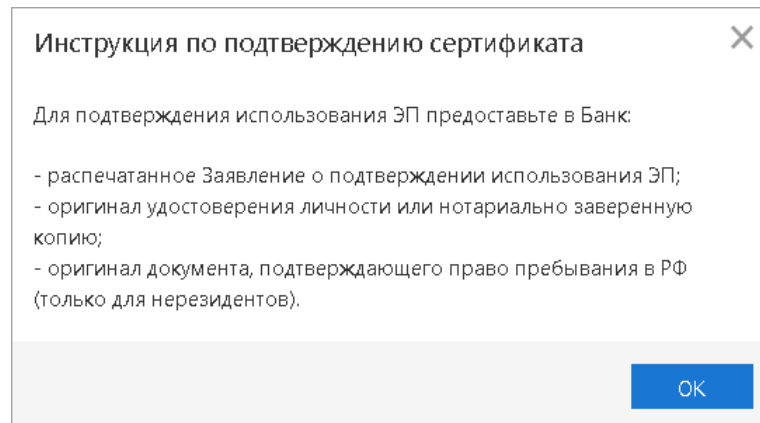 Инструкция по подтверждению сертификата
Для подтверждения использования ЭП предоставьте в Банк:
- распечатанное Заявление о подтверждении использования ЭП;
- оригинал удостоверения личности или нотариально заверенную
копию;
- оригинал документа, подтверждающего право пребывания в РФ
(только для нерезидентов).
ОК